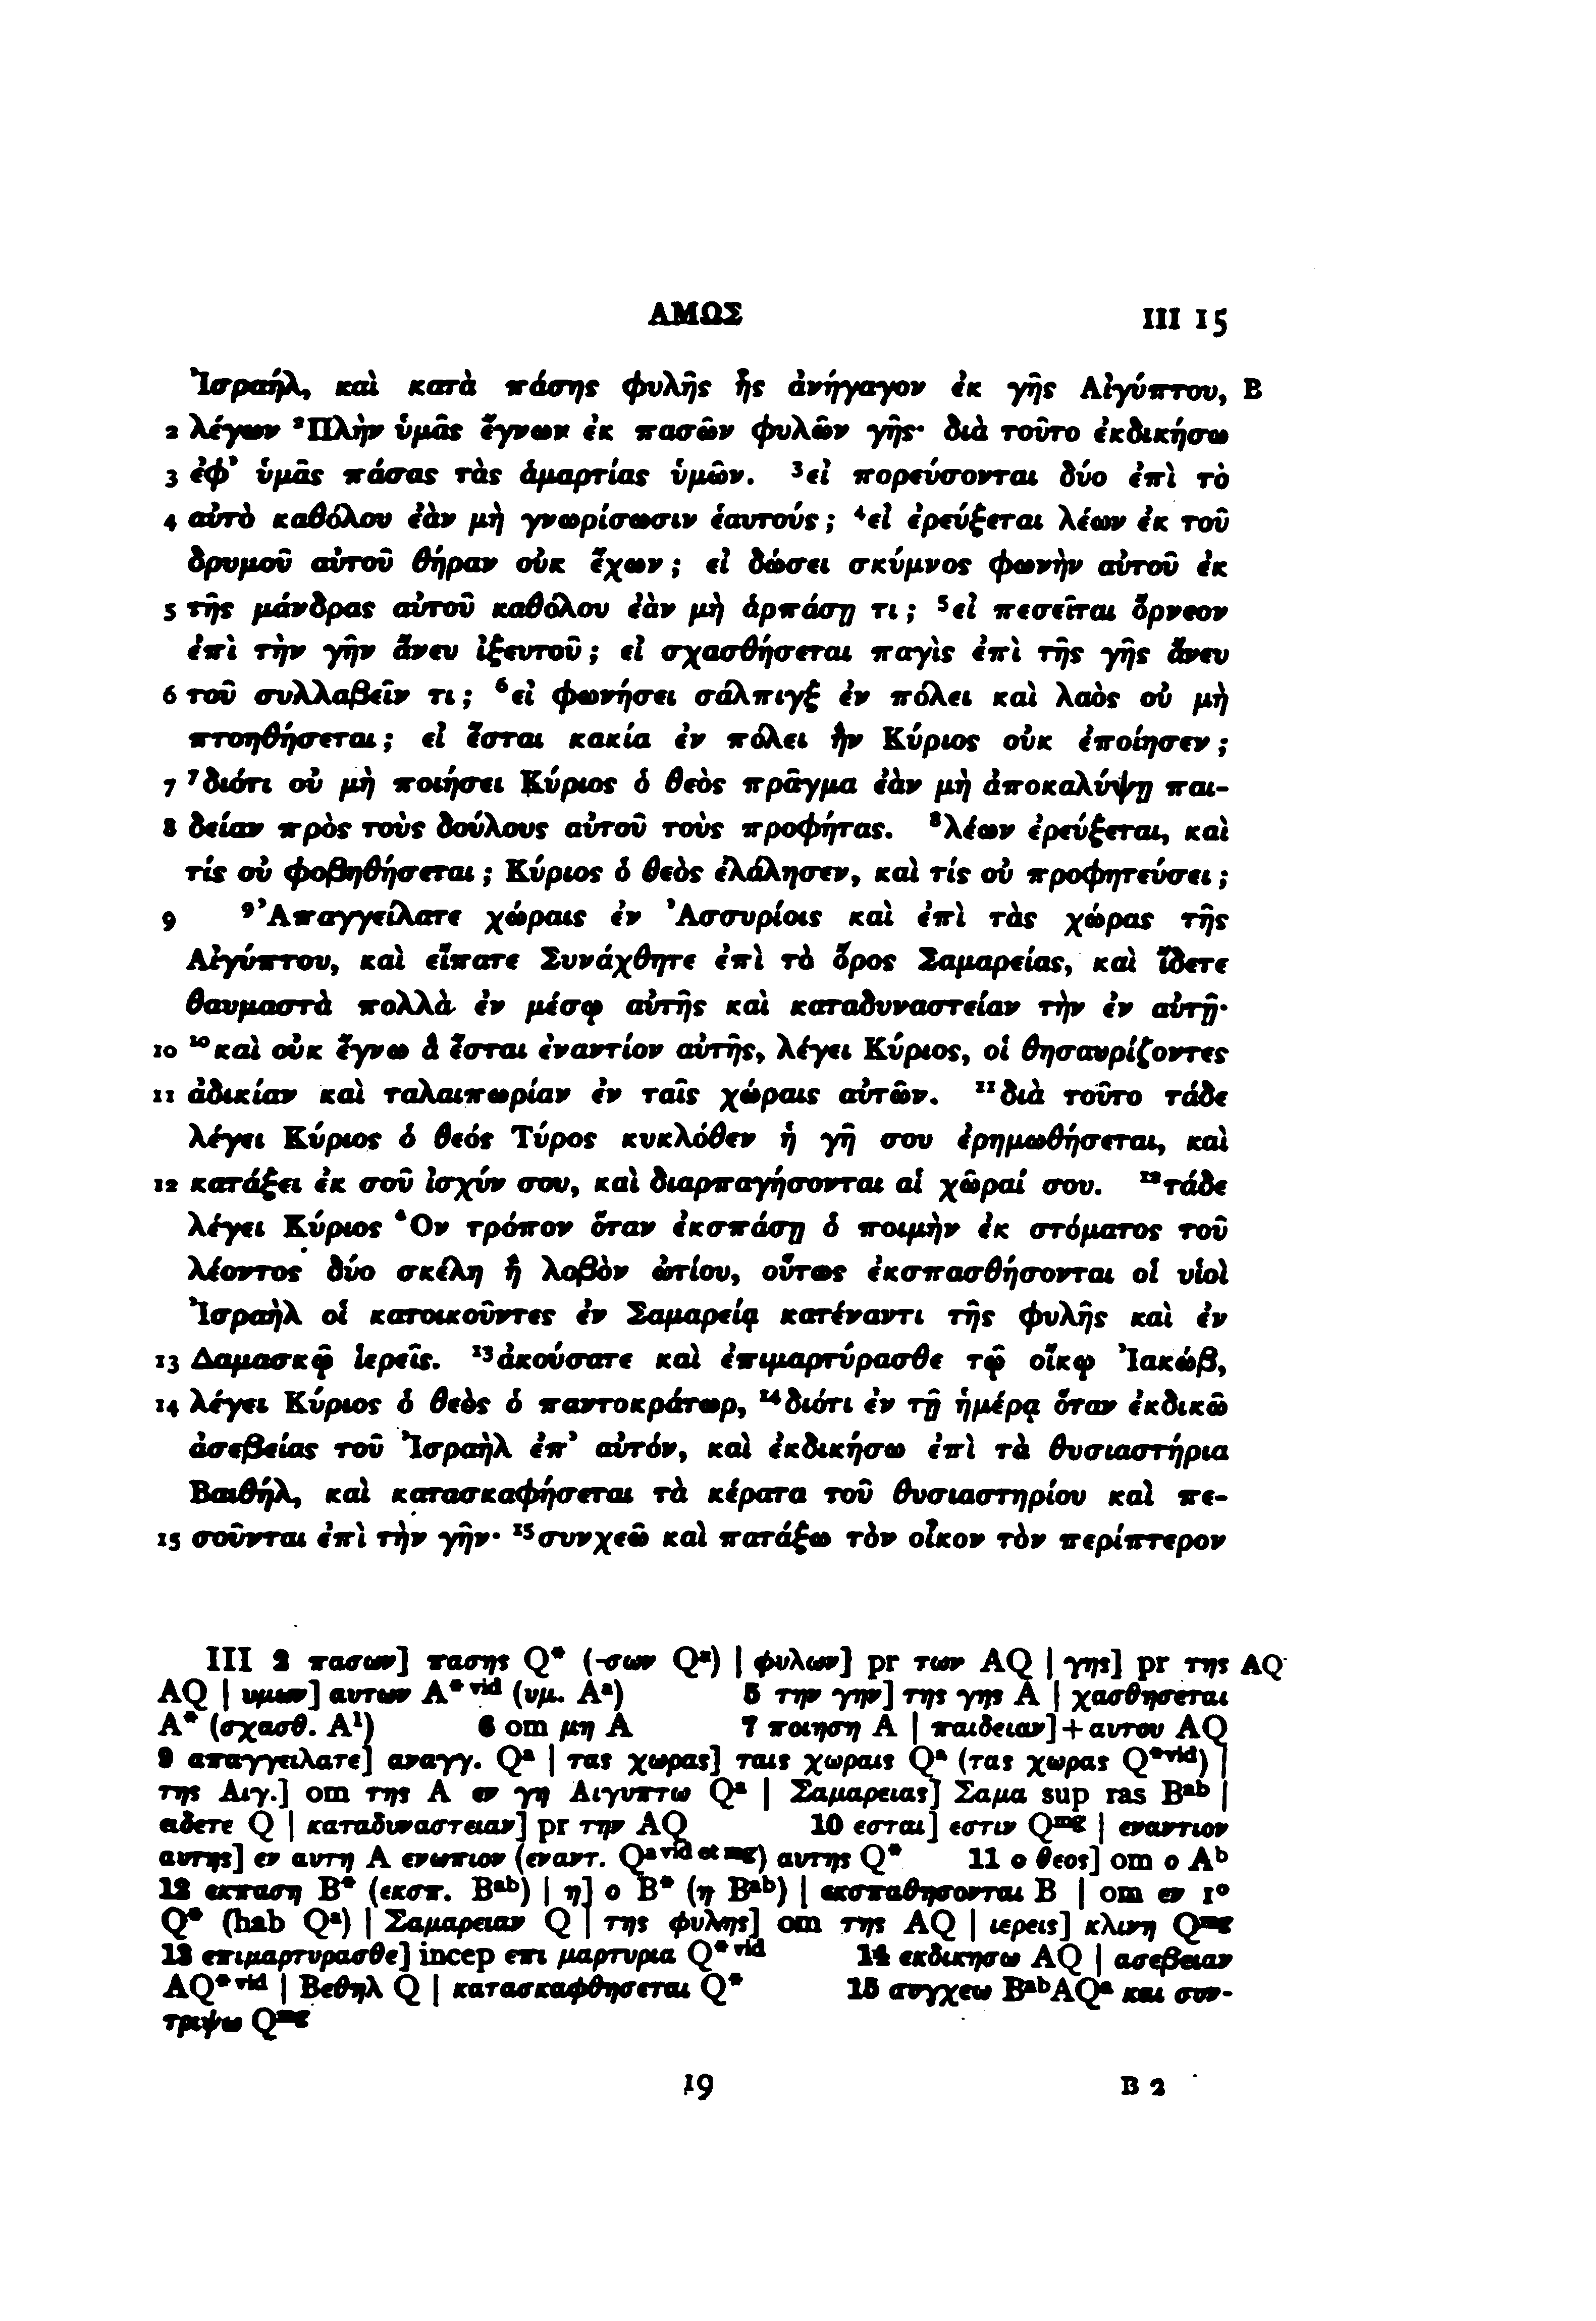 ΑΜΩΣ III 15
Ἰσραήλ, καὶ κατὰ πάσης φυλῆς ἧς ἀνήγαγον ἐκ γῆς Αἰγύπτου, B
2 λέγων ²Πλὴν ὑμᾶς ἔγνων ἐκ πασῶν φυλῶν γῆς· διὰ τοῦτο ἐκδικήσω
3 ἐφ᾽ ὑμᾶς πάσας τὰς ἁμαρτίας ὑμῶν. ³εἰ πορεύσονται δύο ἐπὶ τὸ
4 αὐτὸ καθόλου ἐὰν μὴ γνωρίσωσιν ἑαυτούς; ⁴εἰ ἐρεύξεται λέων ἐκ τοῦ
δρυμοῦ αὐτοῦ θήραν οὐκ ἔχων; εἰ δώσει σκύμνος φωνὴν αὐτοῦ ἐκ
5 τῆς μάνδρας αὐτοῦ καθόλου ἐὰν μὴ ἁρπάσῃ τι; ⁵εἰ πεσεῖται ὄρνεον
ἐπὶ τὴν γῆν ἄνευ ἰξευτοῦ; εἰ σχασθήσεται παγὶς ἐπὶ τῆς γῆς ἄνευ
6 τοῦ συλλαβεῖν τι; ⁶εἰ φωνήσει σάλπιγξ ἐν πόλει καὶ λαὸς οὐ μὴ
πτοηθήσεται; εἰ ἔσται κακία ἐν πόλει ἣν Κύριος οὐκ ἐποίησεν;
7 ⁷διότι οὐ μὴ ποιήσει Κύριος ὁ θεὸς πρᾶγμα ἐὰν μὴ ἀποκαλύψῃ παι-
8 δείαν πρὸς τοὺς δούλους αὐτοῦ τοὺς προφήτας. ⁸λέων ἐρεύξεται, καὶ
τίς οὐ φοβηθήσεται; Κύριος ὁ θεὸς ἐλάλησεν, καὶ τίς οὐ προφητεύσει;
9 ⁹Ἀπαγγείλατε χώραις ἐν Ἀσσυρίοις καὶ ἐπὶ τὰς χώρας τῆς
Αἰγύπτου, καὶ εἴπατε Συνάχθητε ἐπὶ τὸ ὄρος Σαμαρείας, καὶ ἴδετε
θαυμαστὰ πολλὰ ἐν μέσῳ αὐτῆς καὶ καταδυναστείαν τὴν ἐν αὐτῇ·
10 ¹⁰καὶ οὐκ ἔγνω ἃ ἔσται ἐναντίον αὐτῆς, λέγει Κύριος, οἱ θησαυρίζοντες
11 ἀδικίαν καὶ ταλαιπωρίαν ἐν ταῖς χώραις αὐτῶν. ¹¹διὰ τοῦτο τάδε
λέγει Κύριος ὁ θεός Τύρος κυκλόθεν ἡ γῆ σου ἐρημωθήσεται, καὶ
12 κατάξει ἐκ σοῦ ἰσχύν σου, καὶ διαρπαγήσονται αἱ χῶραί σου. ¹²τάδε
λέγει Κύριος Ὃν τρόπον ὅταν ἐκσπάσῃ ὁ ποιμὴν ἐκ στόματος τοῦ
λέοντος δύο σκέλη ἢ λοβὸν ὠτίου, οὕτως ἐκσπασθήσονται οἱ υἱοὶ
Ἰσραὴλ οἱ κατοικοῦντες ἐν Σαμαρείᾳ κατέναντι τῆς φυλῆς καὶ ἐν
13 Δαμασκῷ ἱερεῖς. ¹³ἀκούσατε καὶ ἐπιμαρτύρασθε τῷ οἴκῳ Ἰακώβ,
14 λέγει Κύριος ὁ θεὸς ὁ παντοκράτωρ, ¹⁴διότι ἐν τῇ ἡμέρᾳ ὅταν ἐκδικῶ
ἀσεβείας τοῦ Ἰσραὴλ ἐπ᾽ αὐτόν, καὶ ἐκδικήσω ἐπὶ τὰ θυσιαστήρια
Βαιθήλ, καὶ κατασκαφήσεται τὰ κέρατα τοῦ θυσιαστηρίου καὶ πε-
15 σοῦνται ἐπὶ τὴν γῆν· ¹⁵συνχεῶ καὶ πατάξω τὸν οἶκον τὸν περίπτερον
III 2 πασων] πασης Q* (-σων Qᵃ) | φυλων] pr των AQ | γης] pr της AQ
AQ | υμων] αυτων A*ᵛⁱᵈ (υμ. Aᵃ) 5 την γην] της γης A | χασθησεται
A* (σχασθ. A¹) 6 om μη A 7 ποιηση A | παιδειαν]+αυτου AQ
9 απαγγειλατε] αναγγ. Qᵃ | τας χωρας] ταις χωραις Qᵃ (τας χωρας Q*ᵛⁱᵈ) |
της Αιγ.] om της A εν γη Αιγυπτω Qᵃ | Σαμαρειας] Σαμα sup ras Bᵃᵇ |
ειδετε Q | καταδυναστειαν] pr την AQ 10 εσται] εστιν Qᵐᵍ | εναντιον
αυτης] εν αυτη A ενωπιον (εναντ. Qᵃ ᵛⁱᵈ ᵉᵗ ᵐᵍ) αυτης Q* 11 ο θεος] om ο Aᵇ
12 εκπαση B* (εκσπ. Bᵃᵇ) | η] ο B* (η Bᵃᵇ) | εκσπαθησονται B | om εν 1°
Q* (hab Qᵃ) | Σαμαρειαν Q | της φυλης] om της AQ | ιερεις] κλινη Qᵐᵍ
13 επιμαρτυρασθε] incep επι μαρτυρια Q*ᵛⁱᵈ 14 εκδικησω AQ | ασεβειαν
AQ*ᵛⁱᵈ | Βεθηλ Q | κατασκαφθησεται Q* 15 συγχεω BᵃᵇAQᵃ και συν-
τριψω Qᵐᵍ
19 B 2